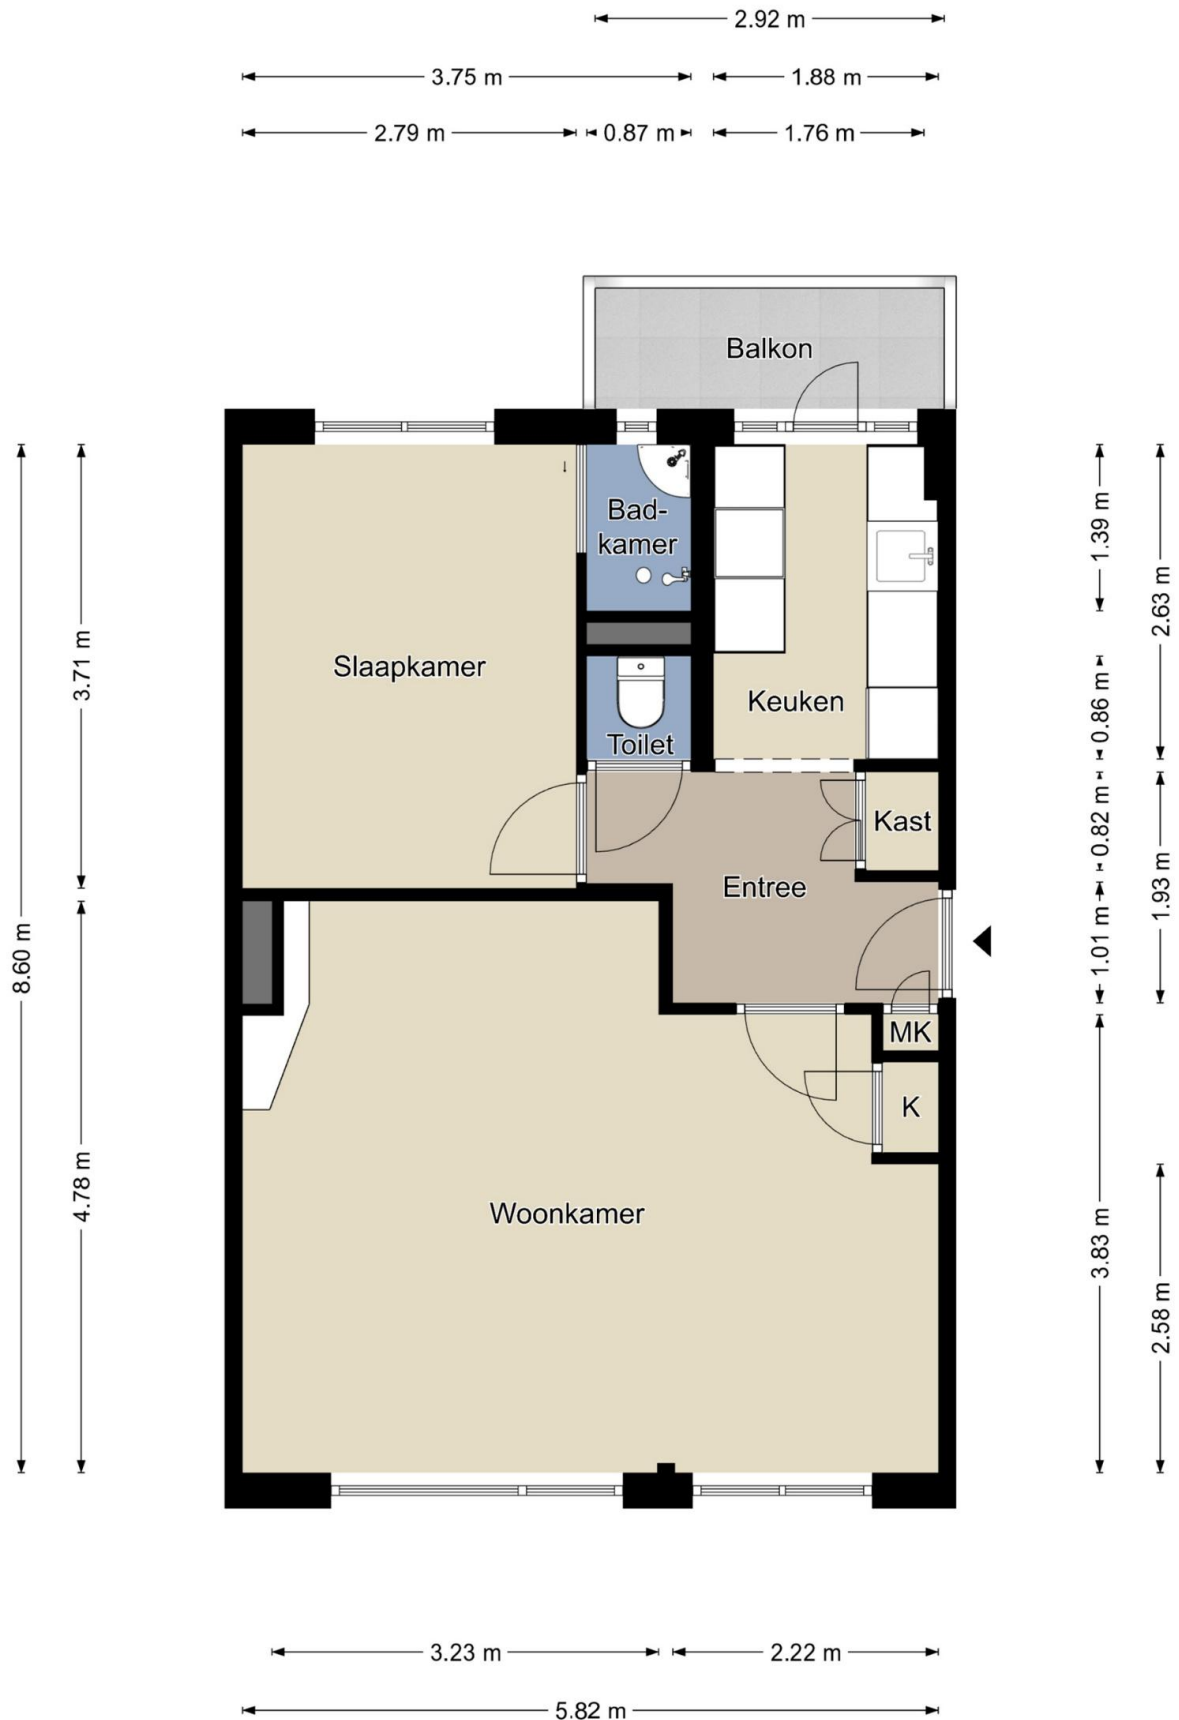 2.92 m
3.75 m
1.88 m
2.79 m
0.87 m
1.76 m
Balkon
Bad-
kamer
Slaapkamer
Keuken
Toilet
Kast
Entree
MK
K
Woonkamer
8.60 m
3.71 m
4.78 m
1.39 m
0.86 m
0.82 m
1.01 m
3.83 m
2.63 m
1.93 m
2.58 m
3.23 m
2.22 m
5.82 m